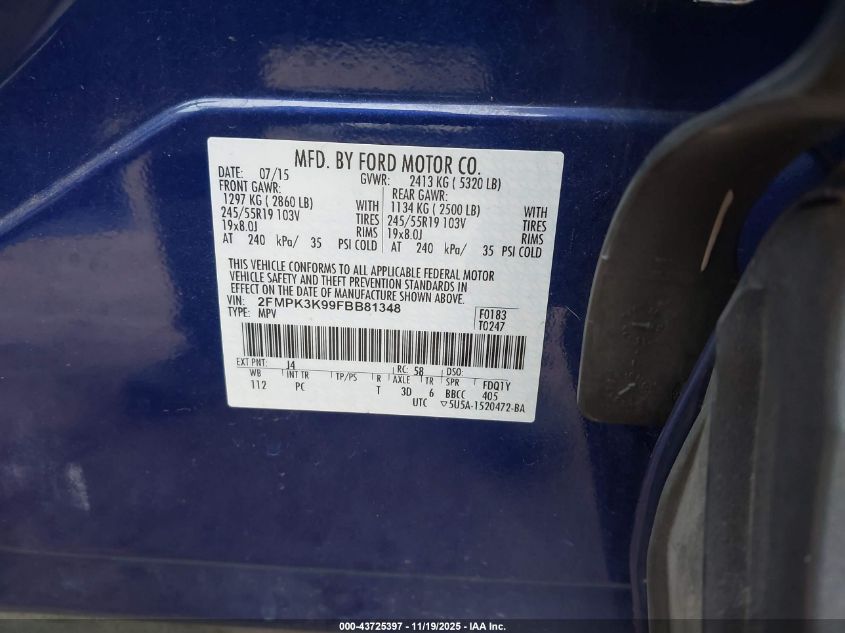 MFD. BY FORD MOTOR CO.
DATE: 07/15 GVWR: 2413 KG ( 5320 LB)
FRONT GAWR: REAR GAWR:
1297 KG ( 2860 LB) WITH 1134 KG ( 2500 LB) WITH
245/55R19 103V TIRES 245/55R19 103V TIRES
19x8.0J RIMS 19x8.0J RIMS
AT 240 kPa/ 35 PSI COLD AT 240 kPa/ 35 PSI COLD
THIS VEHICLE CONFORMS TO ALL APPLICABLE FEDERAL MOTOR
VEHICLE SAFETY AND THEFT PREVENTION STANDARDS IN
EFFECT ON THE DATE OF MANUFACTURE SHOWN ABOVE.
VIN: 2FMPK3K99FBB81348 F0183
TYPE: MPV T0247
EXT PNT: J4 RC: 58 DSO:
WB INT TR TP/PS R AXLE TR SPR FDQ1Y
112 PC T 3D 6 BBCC 405
UTC ▽5U5A-1520472-BA
000-43725397 - 11/19/2025 - IAA Inc.